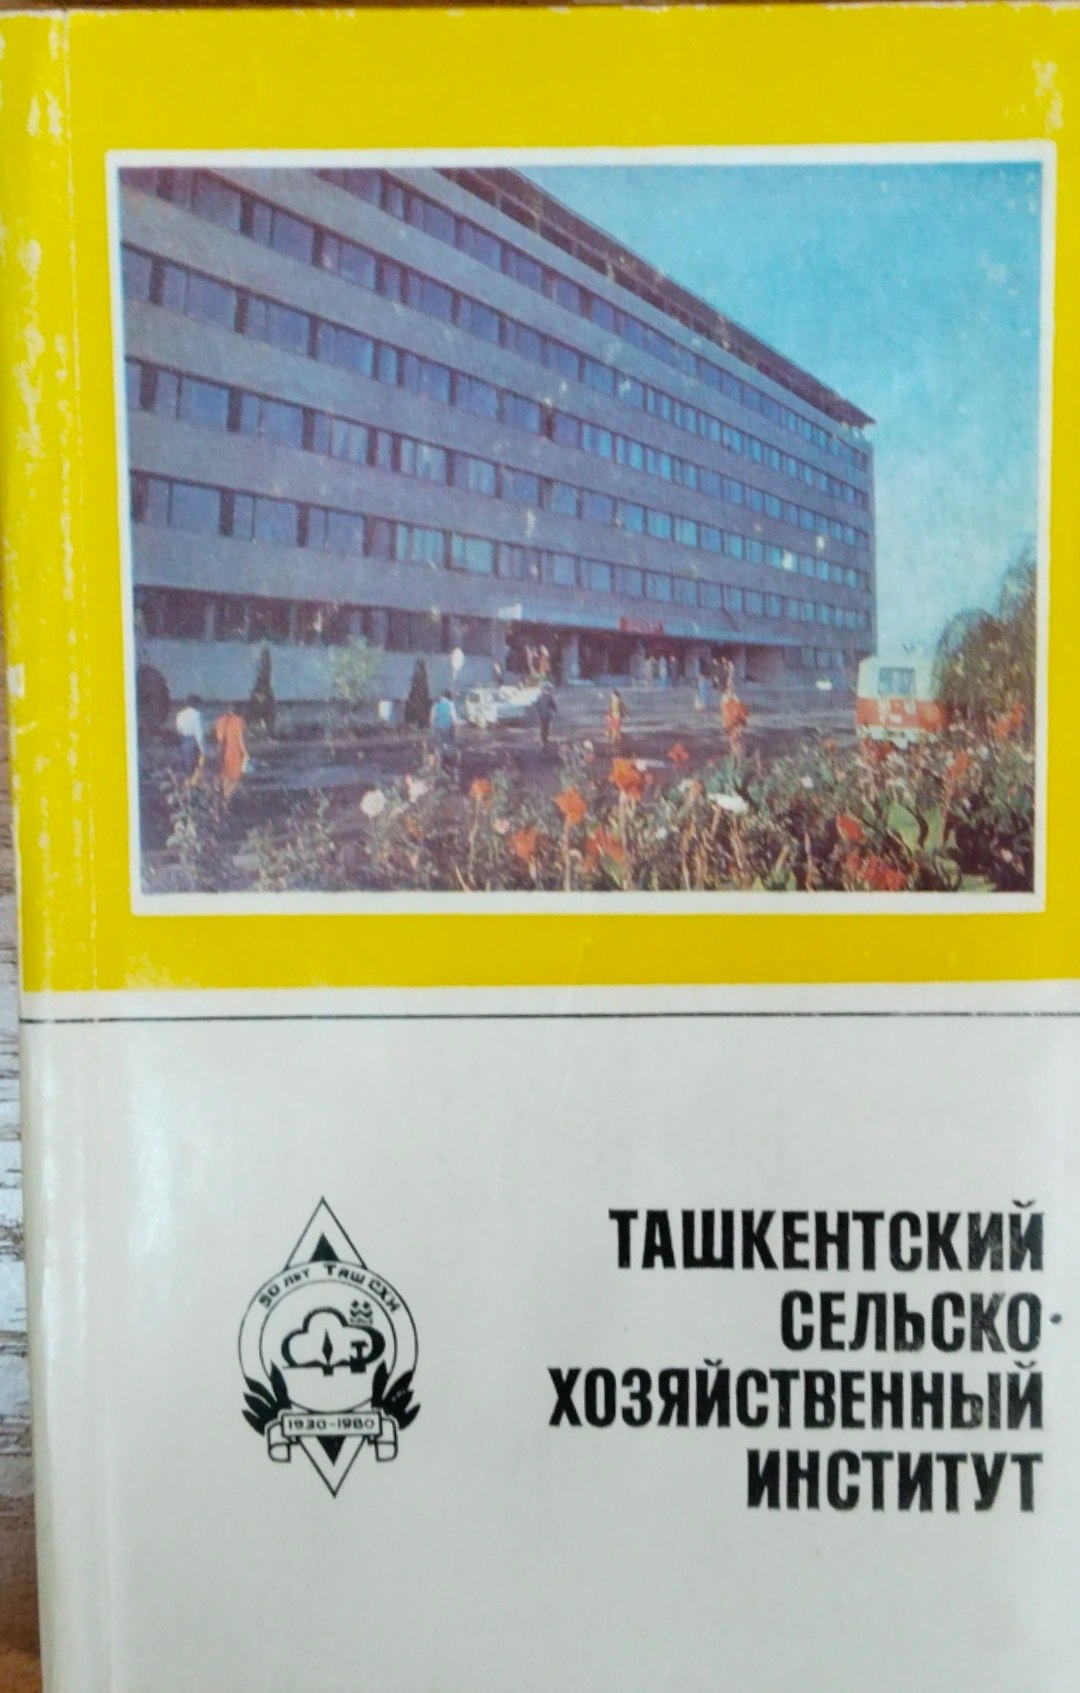 ТАШКЕНТСКИЙ
СЕЛЬСКО-
ХОЗЯЙСТВЕННЫЙ
ИНСТИТУТ
50 ЛЕТ ТАШСХИ
1930-1980